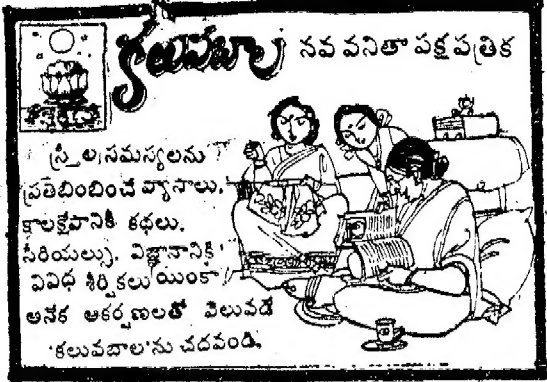 కలువబాల నవ వనితా పక్షపత్రిక
స్త్రీల సమస్యలను
ప్రతిబింబించే వ్యాసాలు.
కాలక్షేపానికి కథలు.
సీరియల్సు, విజ్ఞానానికి
వివిధ శీర్షికలు యింకా
అనేక ఆకర్షణలతో వెలువడే
'కలువబాల'ను చదవండి.